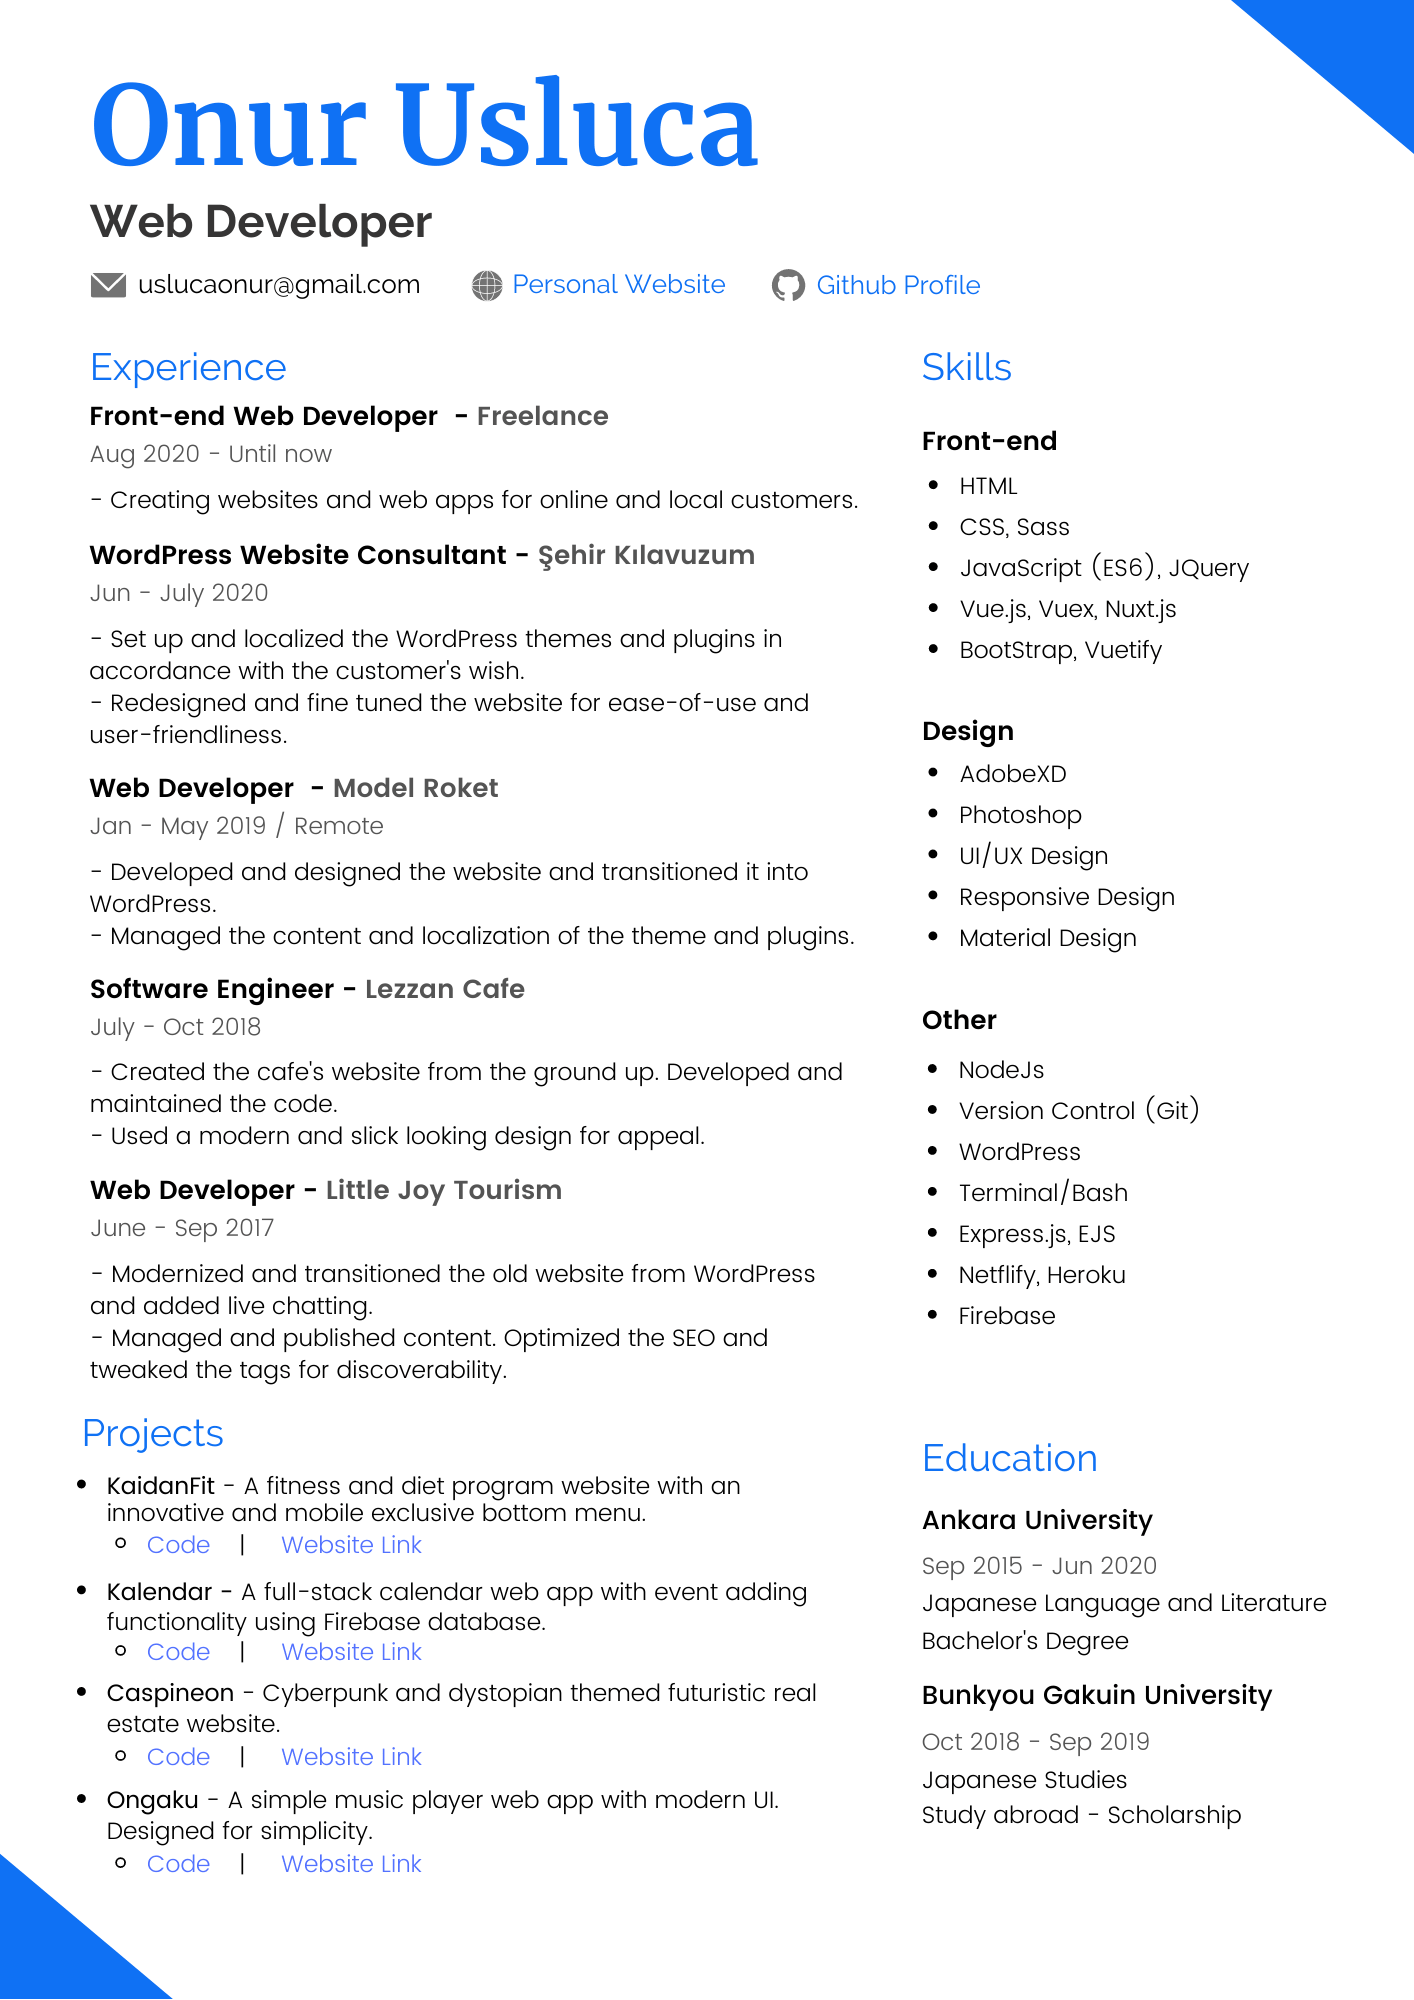 Onur Usluca
Web Developer
uslucaonur@gmail.com Personal Website Github Profile
Experience
Front-end Web Developer - Freelance
Aug 2020 - Until now
- Creating websites and web apps for online and local customers.
WordPress Website Consultant - Şehir Kılavuzum
Jun - July 2020
- Set up and localized the WordPress themes and plugins in
accordance with the customer's wish.
- Redesigned and fine tuned the website for ease-of-use and
user-friendliness.
Web Developer - Model Roket
Jan - May 2019 / Remote
- Developed and designed the website and transitioned it into
WordPress.
- Managed the content and localization of the theme and plugins.
Software Engineer - Lezzan Cafe
July - Oct 2018
- Created the cafe's website from the ground up. Developed and
maintained the code.
- Used a modern and slick looking design for appeal.
Web Developer - Little Joy Tourism
June - Sep 2017
- Modernized and transitioned the old website from WordPress
and added live chatting.
- Managed and published content. Optimized the SEO and
tweaked the tags for discoverability.
Projects
• KaidanFit - A fitness and diet program website with an
innovative and mobile exclusive bottom menu.
◦ Code | Website Link
• Kalendar - A full-stack calendar web app with event adding
functionality using Firebase database.
◦ Code | Website Link
• Caspineon - Cyberpunk and dystopian themed futuristic real
estate website.
◦ Code | Website Link
• Ongaku - A simple music player web app with modern UI.
Designed for simplicity.
◦ Code | Website Link
Skills
Front-end
• HTML
• CSS, Sass
• JavaScript (ES6), JQuery
• Vue.js, Vuex, Nuxt.js
• BootStrap, Vuetify
Design
• AdobeXD
• Photoshop
• UI/UX Design
• Responsive Design
• Material Design
Other
• NodeJs
• Version Control (Git)
• WordPress
• Terminal/Bash
• Express.js, EJS
• Netflify, Heroku
• Firebase
Education
Ankara University
Sep 2015 - Jun 2020
Japanese Language and Literature
Bachelor's Degree
Bunkyou Gakuin University
Oct 2018 - Sep 2019
Japanese Studies
Study abroad - Scholarship